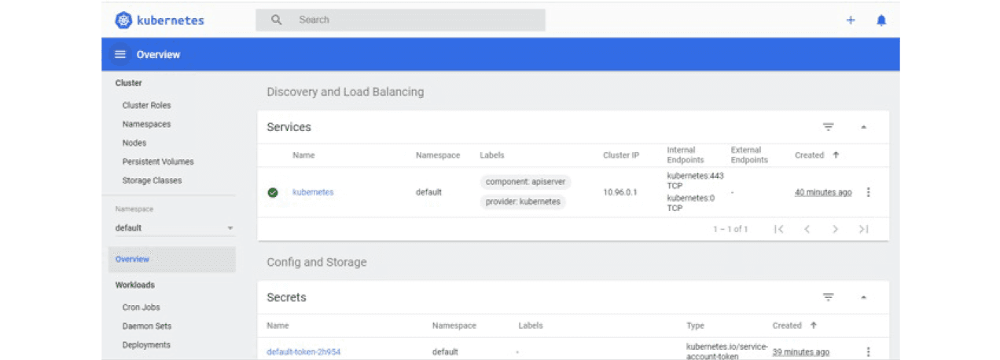 kubernetes
Search
Overview
Cluster
Cluster Roles
Namespaces
Nodes
Persistent Volumes
Storage Classes
Namespace
default
Overview
Workloads
Cron Jobs
Daemon Sets
Deployments
Discovery and Load Balancing
Services
Name Namespace Labels Cluster IP Internal Endpoints External Endpoints Created
kubernetes default component: apiserver provider: kubernetes 10.96.0.1 kubernetes:443 TCP kubernetes:0 TCP - 40 minutes ago
1 – 1 of 1
Config and Storage
Secrets
Name Namespace Labels Type Created
default-token-2h954 default - kubernetes.io/service-account-token 39 minutes ago